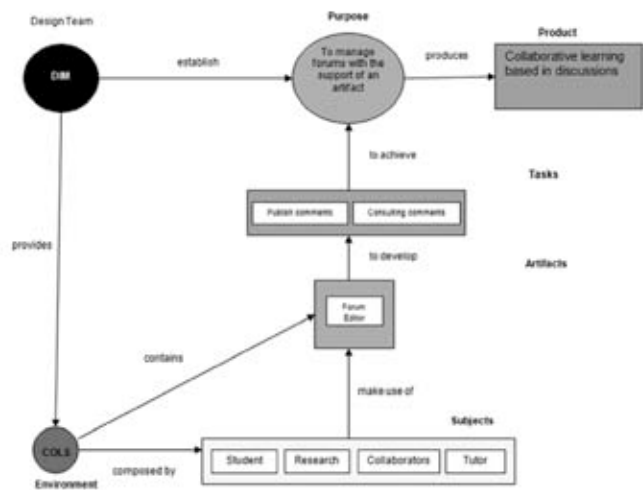 Design Team
Purpose
Product
DIM
establish
To manage
forums with the
support of an
artifact
produces
Collaborative learning
based in discussions
to achieve
Tasks
Publish comments
Consulting comments
provides
to develop
Artifacts
Forum
Editor
contains
make use of
Subjects
COLS
composed by
Student
Research
Collaborators
Tutor
Environment